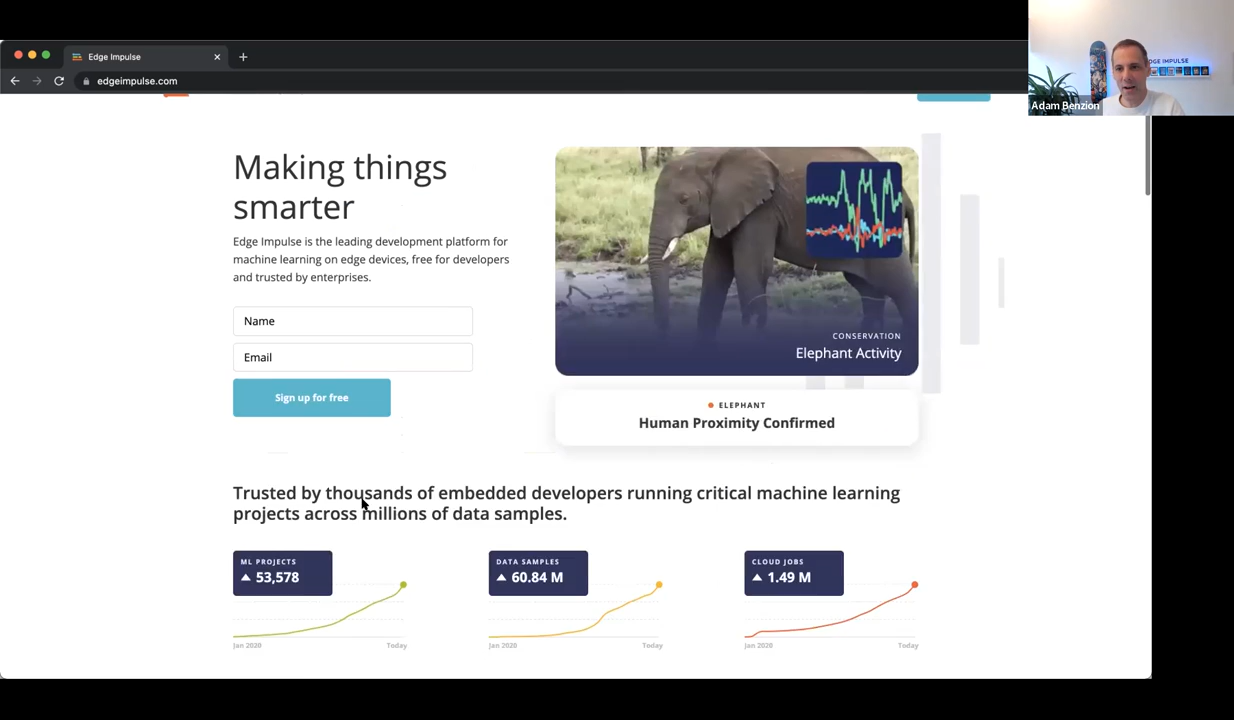 Edge Impulse
edgeimpulse.com
EDGE IMPULSE
Adam Benzion
Making things
smarter
Edge Impulse is the leading development platform for
machine learning on edge devices, free for developers
and trusted by enterprises.
Name
Email
Sign up for free
CONSERVATION
Elephant Activity
ELEPHANT
Human Proximity Confirmed
Trusted by thousands of embedded developers running critical machine learning
projects across millions of data samples.
ML PROJECTS
53,578
Jan 2020 Today
DATA SAMPLES
60.84 M
Jan 2020 Today
CLOUD JOBS
1.49 M
Jan 2020 Today